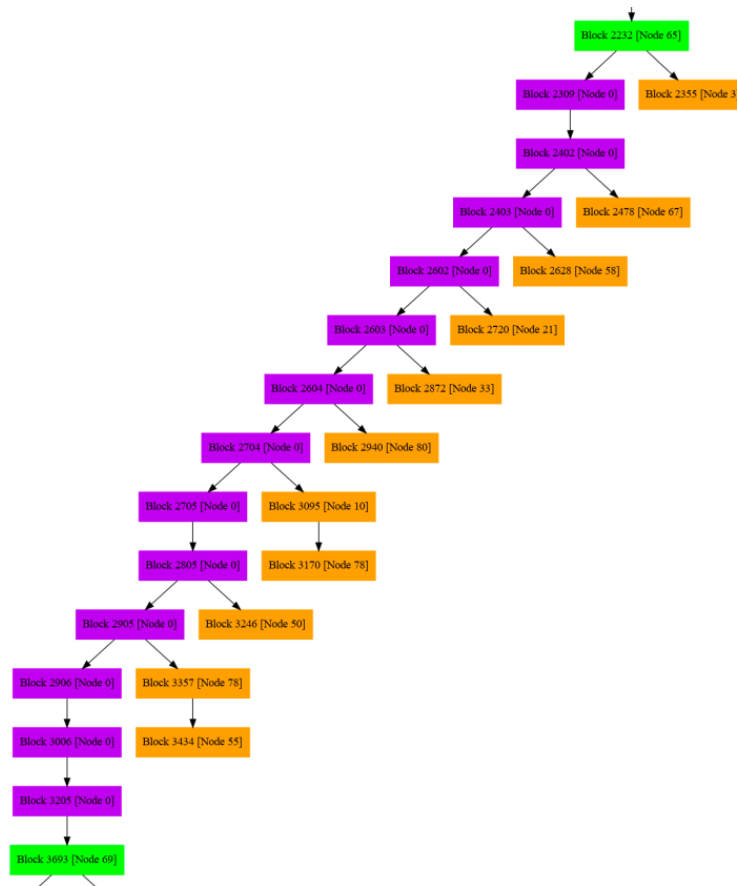 Block 2232 [Node 65]
Block 2309 [Node 0]
Block 2355 [Node 3
Block 2402 [Node 0]
Block 2403 [Node 0]
Block 2478 [Node 67]
Block 2602 [Node 0]
Block 2628 [Node 58]
Block 2603 [Node 0]
Block 2720 [Node 21]
Block 2604 [Node 0]
Block 2872 [Node 33]
Block 2704 [Node 0]
Block 2940 [Node 80]
Block 2705 [Node 0]
Block 3095 [Node 10]
Block 2805 [Node 0]
Block 3170 [Node 78]
Block 2905 [Node 0]
Block 3246 [Node 50]
Block 2906 [Node 0]
Block 3357 [Node 78]
Block 3006 [Node 0]
Block 3434 [Node 55]
Block 3205 [Node 0]
Block 3693 [Node 69]